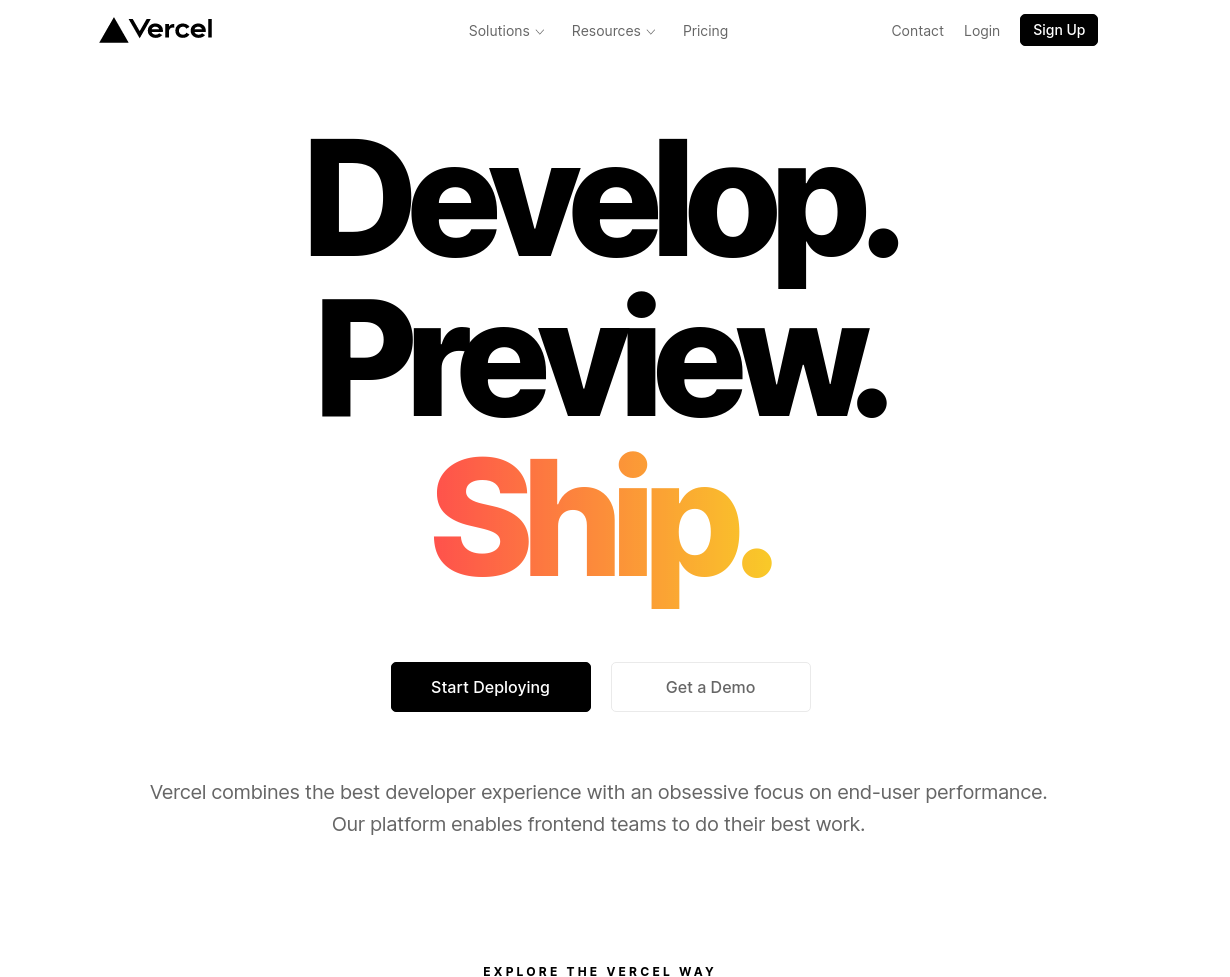 Vercel
Solutions
Resources
Pricing
Contact
Login
Sign Up
Develop.
Preview.
Ship.
Start Deploying
Get a Demo
Vercel combines the best developer experience with an obsessive focus on end-user performance.
Our platform enables frontend teams to do their best work.
EXPLORE THE VERCEL WAY